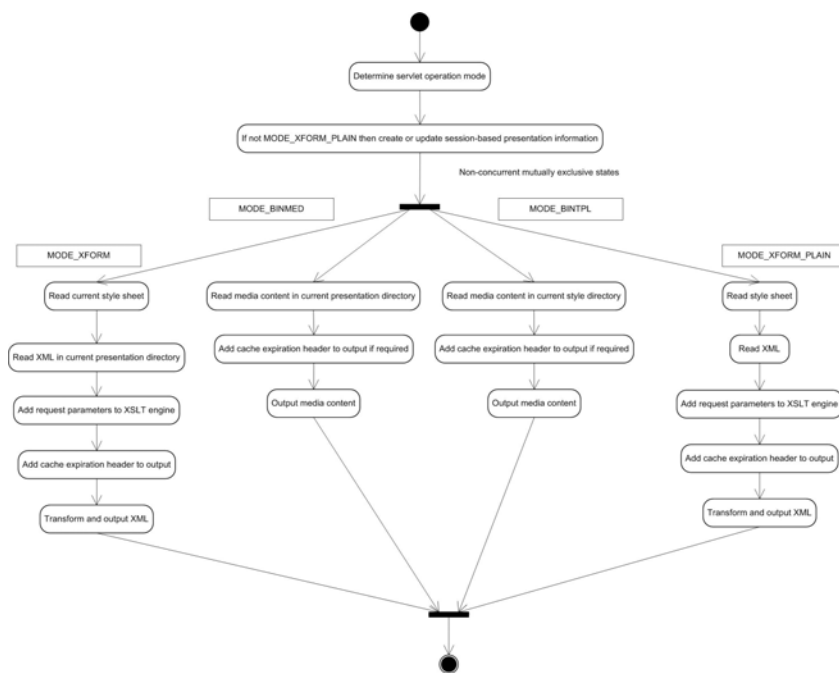 Determine servlet operation mode
If not MODE_XFORM_PLAIN then create or update session-based presentation information
Non-concurrent mutually exclusive states
MODE_BINMED
MODE_BINTPL
MODE_XFORM
MODE_XFORM_PLAIN
Read current style sheet
Read media content in current presentation directory
Read media content in current style directory
Read style sheet
Read XML in current presentation directory
Add cache expiration header to output if required
Add cache expiration header to output if required
Read XML
Add request parameters to XSLT engine
Output media content
Output media content
Add request parameters to XSLT engine
Add cache expiration header to output
Add cache expiration header to output
Transform and output XML
Transform and output XML